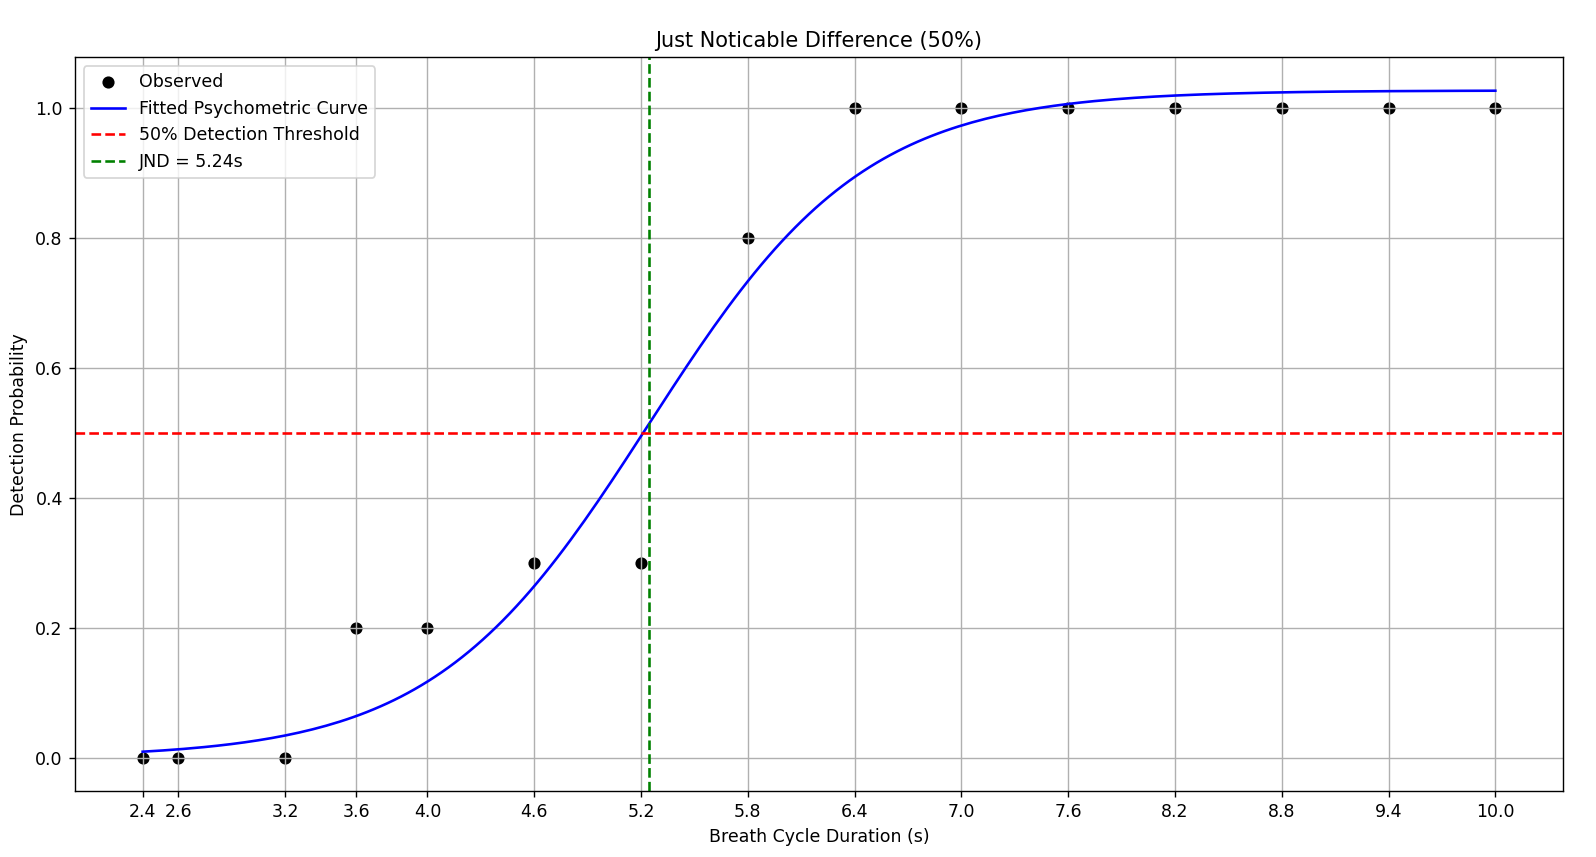 Just Noticable Difference (50%)
Observed
Fitted Psychometric Curve
50% Detection Threshold
JND = 5.24s
Detection Probability
1.0
0.8
0.6
0.4
0.2
0.0
2.4 2.6 3.2 3.6 4.0 4.6 5.2 5.8 6.4 7.0 7.6 8.2 8.8 9.4 10.0
Breath Cycle Duration (s)